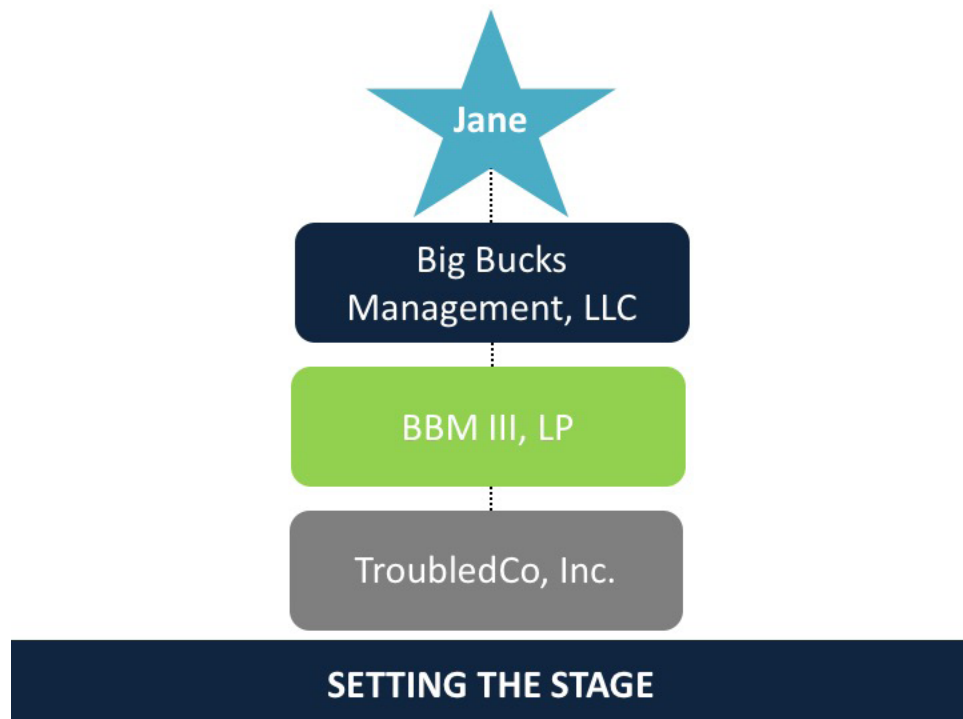 Jane
Big Bucks
Management, LLC
BBM III, LP
TroubledCo, Inc.
SETTING THE STAGE